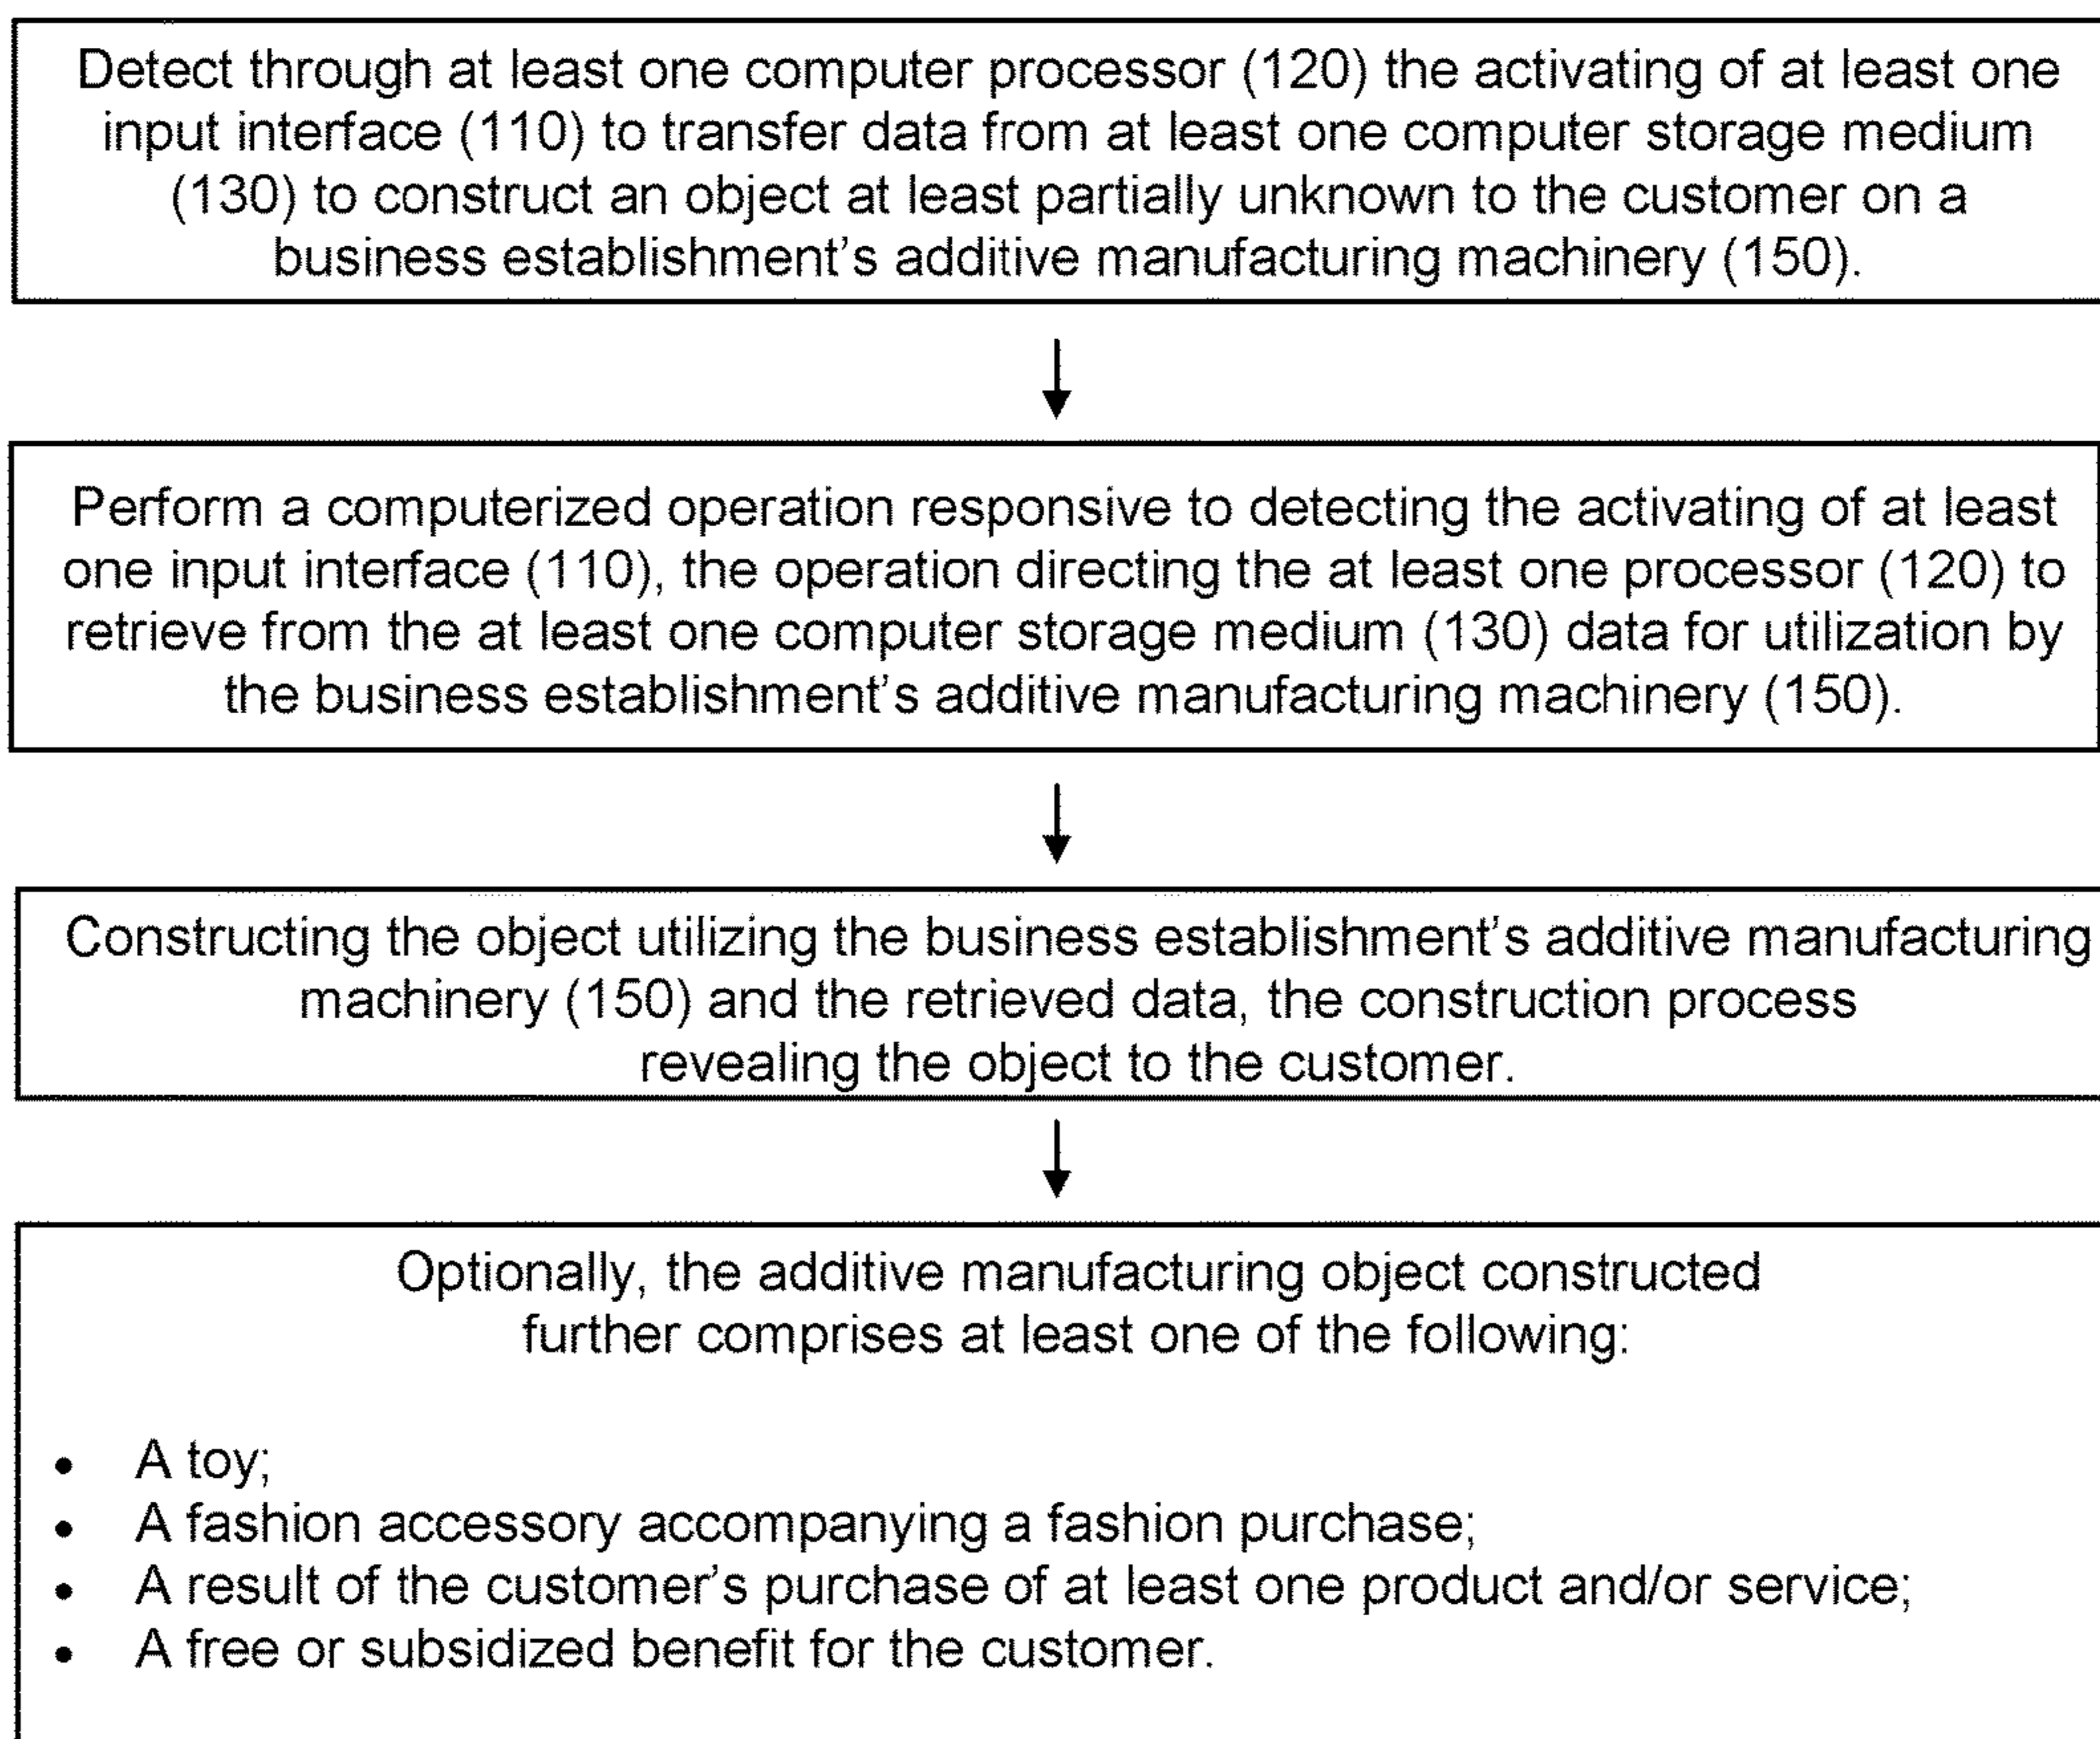 Detect through at least one computer processor (120) the activating of at least one
input interface (110) to transfer data from at least one computer storage medium
(130) to construct an object at least partially unknown to the customer on a
business establishment’s additive manufacturing machinery (150).
Perform a computerized operation responsive to detecting the activating of at least
one input interface (110), the operation directing the at least one processor (120) to
retrieve from the at least one computer storage medium (130) data for utilization by
the business establishment’s additive manufacturing machinery (150).
Constructing the object utilizing the business establishment’s additive manufacturing
machinery (150) and the retrieved data, the construction process
revealing the object to the customer.
Optionally, the additive manufacturing object constructed
further comprises at least one of the following:
• A toy;
• A fashion accessory accompanying a fashion purchase;
• A result of the customer’s purchase of at least one product and/or service;
• A free or subsidized benefit for the customer.